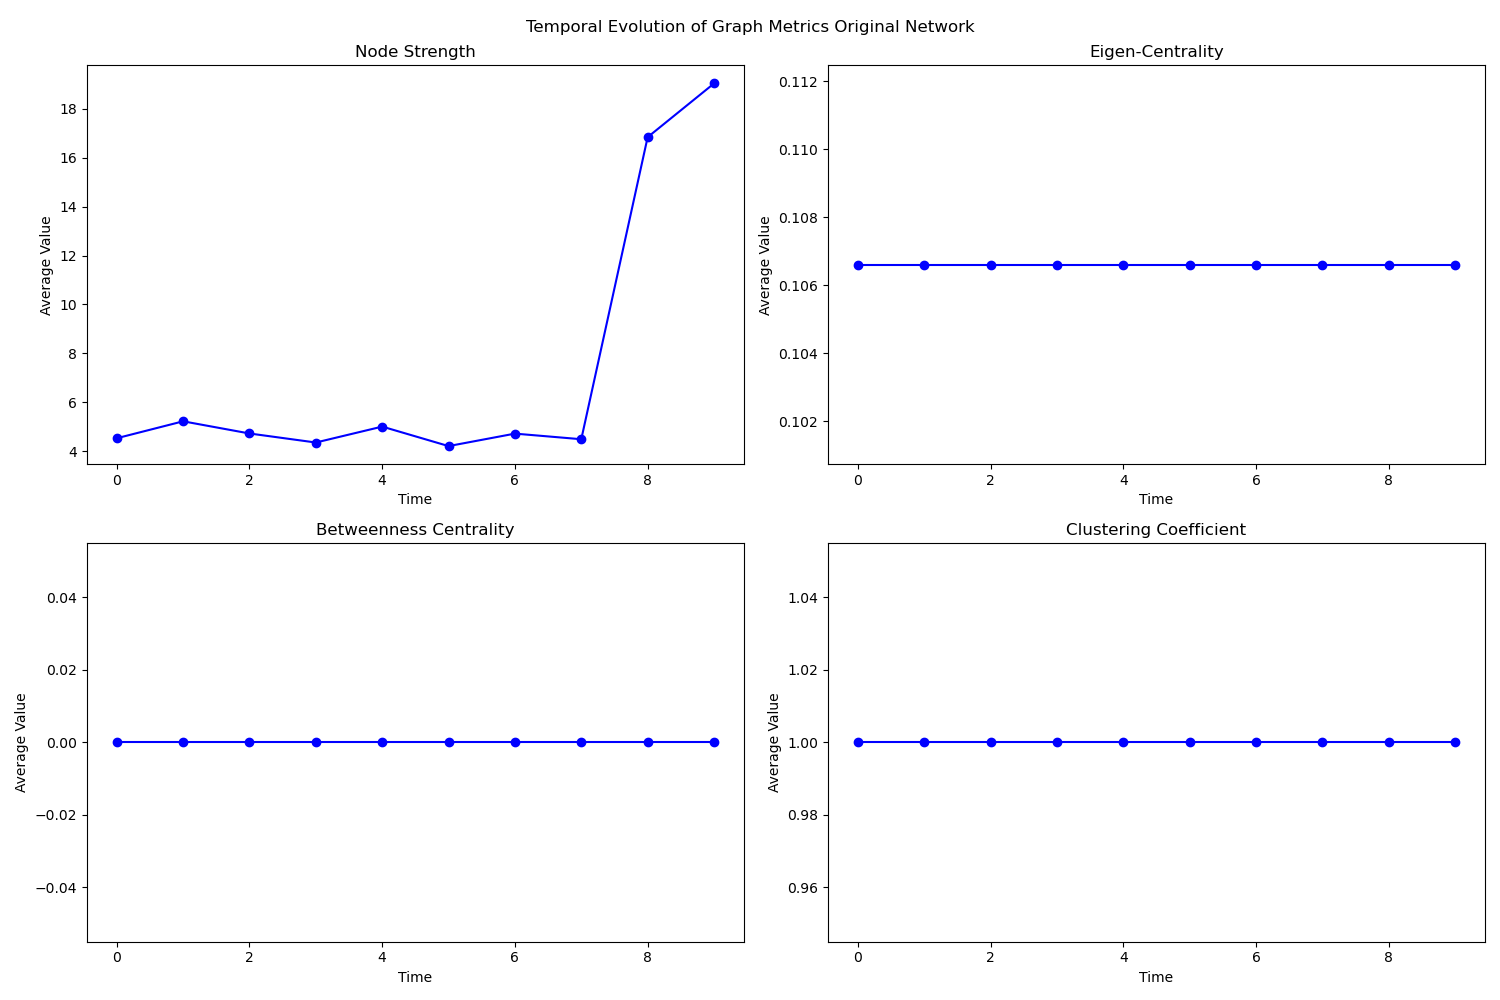 Temporal Evolution of Graph Metrics Original Network
Node Strength
18
16
14
12
10
8
6
4
Average Value
0 2 4 6 8
Time
Eigen-Centrality
0.112
0.110
0.108
0.106
0.104
0.102
Average Value
0 2 4 6 8
Time
Betweenness Centrality
0.04
0.02
0.00
−0.02
−0.04
Average Value
0 2 4 6 8
Time
Clustering Coefficient
1.04
1.02
1.00
0.98
0.96
Average Value
0 2 4 6 8
Time